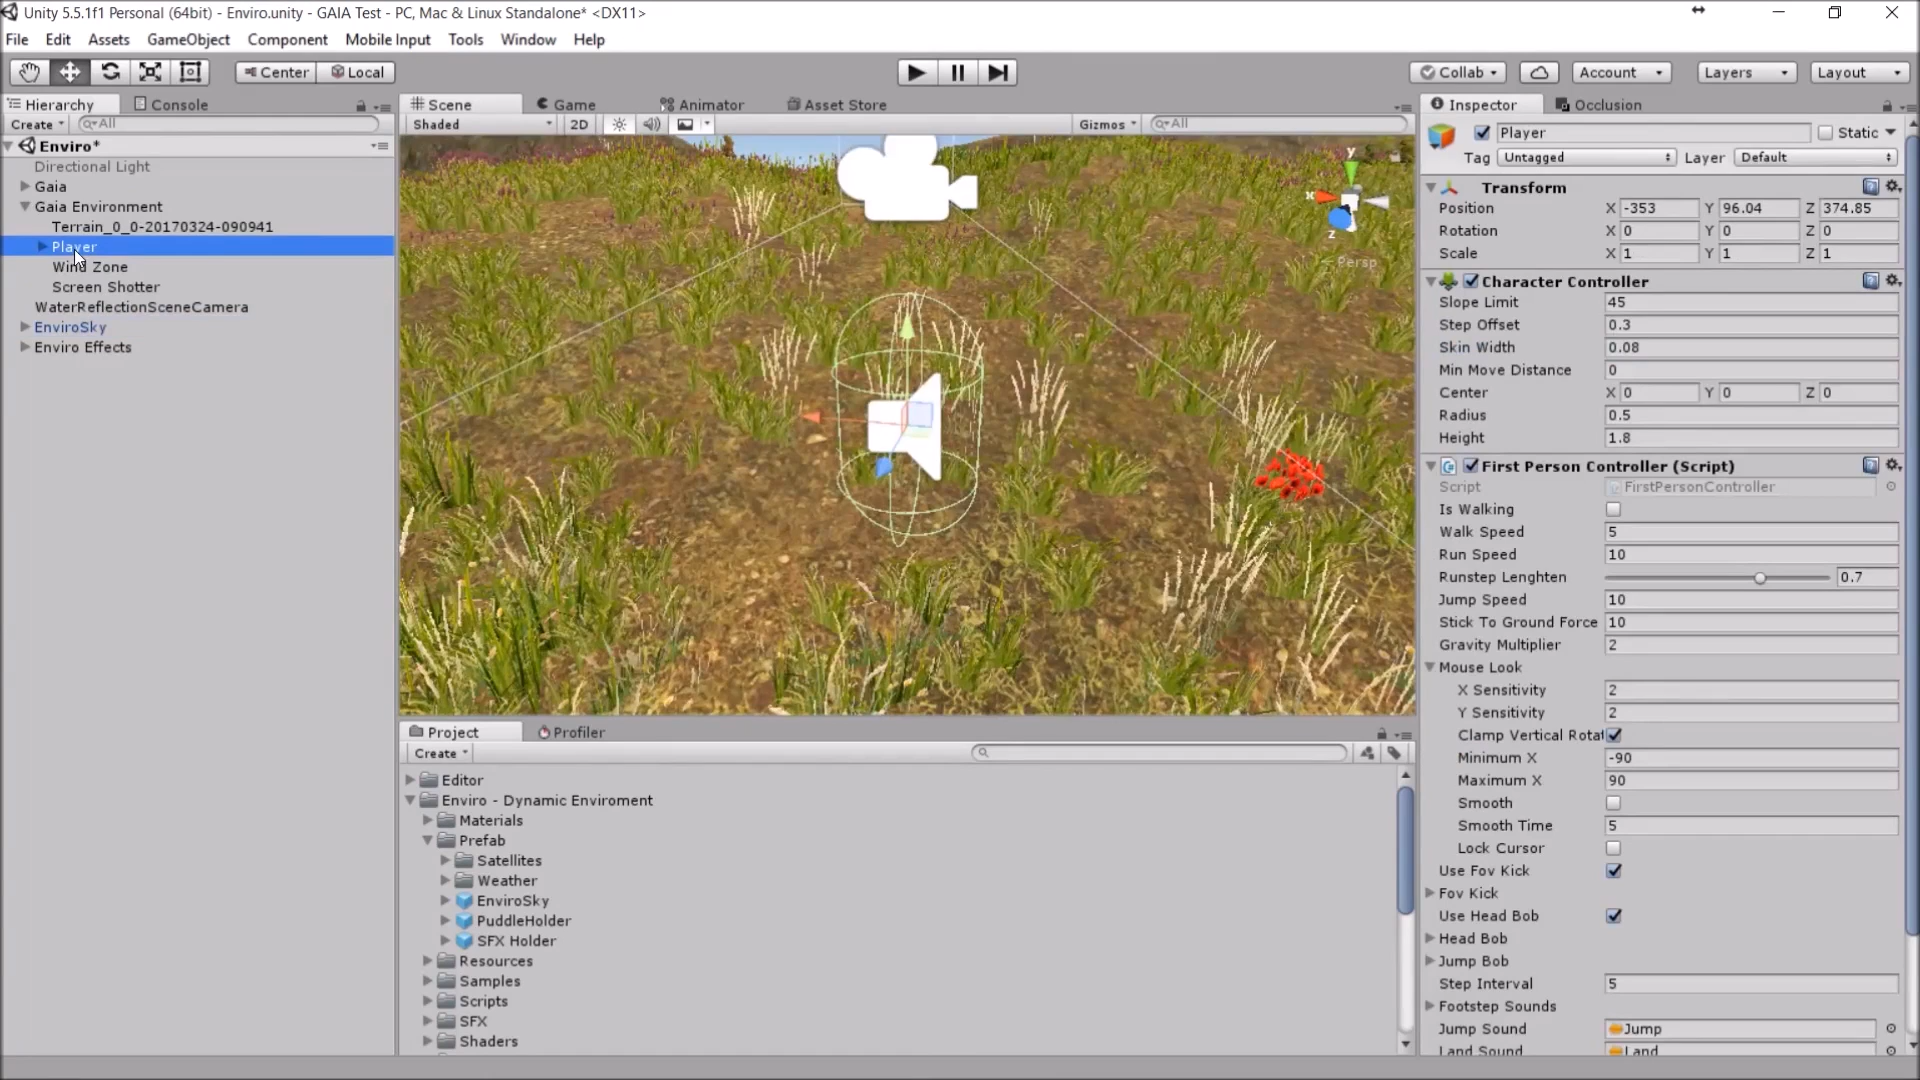 Unity 5.5.1f1 Personal (64bit) - Enviro.unity - GAIA Test - PC, Mac & Linux Standalone* <DX11>
File Edit Assets GameObject Component Mobile Input Tools Window Help
Center Local Collab Account Layers Layout
Hierarchy Console
Create All
Enviro*
Directional Light
Gaia
Gaia Environment
Terrain_0_0-20170324-090941
Player
Wind Zone
Screen Shotter
WaterReflectionSceneCamera
EnviroSky
Enviro Effects
Scene Game Animator Asset Store
Shaded 2D Gizmos All
y
x
z
Persp
Project Profiler
Create
Editor
Enviro - Dynamic Enviroment
Materials
Prefab
Satellites
Weather
EnviroSky
PuddleHolder
SFX Holder
Resources
Samples
Scripts
SFX
Shaders
Inspector Occlusion
Player Static
Tag Untagged Layer Default
Transform
Position X -353 Y 96.04 Z 374.85
Rotation X 0 Y 0 Z 0
Scale X 1 Y 1 Z 1
Character Controller
Slope Limit 45
Step Offset 0.3
Skin Width 0.08
Min Move Distance 0
Center X 0 Y 0 Z 0
Radius 0.5
Height 1.8
First Person Controller (Script)
Script FirstPersonController
Is Walking
Walk Speed 5
Run Speed 10
Runstep Lenghten 0.7
Jump Speed 10
Stick To Ground Force 10
Gravity Multiplier 2
Mouse Look
X Sensitivity 2
Y Sensitivity 2
Clamp Vertical Rotat
Minimum X -90
Maximum X 90
Smooth
Smooth Time 5
Lock Cursor
Use Fov Kick
Fov Kick
Use Head Bob
Head Bob
Jump Bob
Step Interval 5
Footstep Sounds
Jump Sound Jump
Land Sound Land